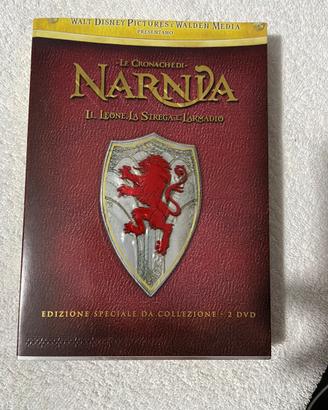 Walt Disney Pictures e Walden Media
presentano
Le Cronache di
Narnia
Il Leone, la Strega e l'Armadio
Edizione speciale da collezione - 2 DVD